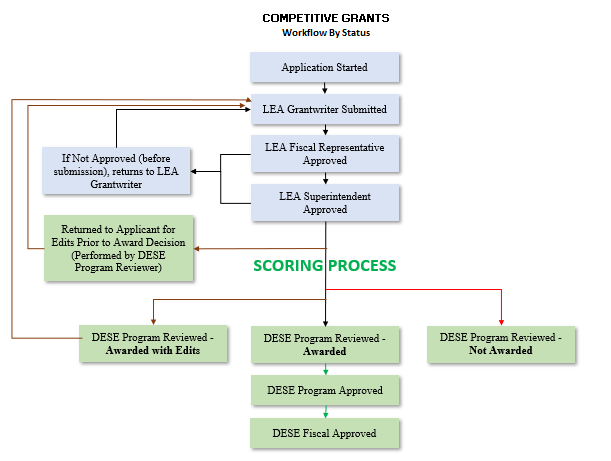 COMPETITIVE GRANTS
Workflow By Status
Application Started
LEA Grantwriter Submitted
LEA Fiscal Representative
Approved
If Not Approved (before
submission), returns to LEA
Grantwriter
LEA Superintendent
Approved
Returned to Applicant for
Edits Prior to Award Decision
(Performed by DESE
Program Reviewer)
SCORING PROCESS
DESE Program Reviewed -
Awarded with Edits
DESE Program Reviewed -
Awarded
DESE Program Reviewed -
Not Awarded
DESE Program Approved
DESE Fiscal Approved